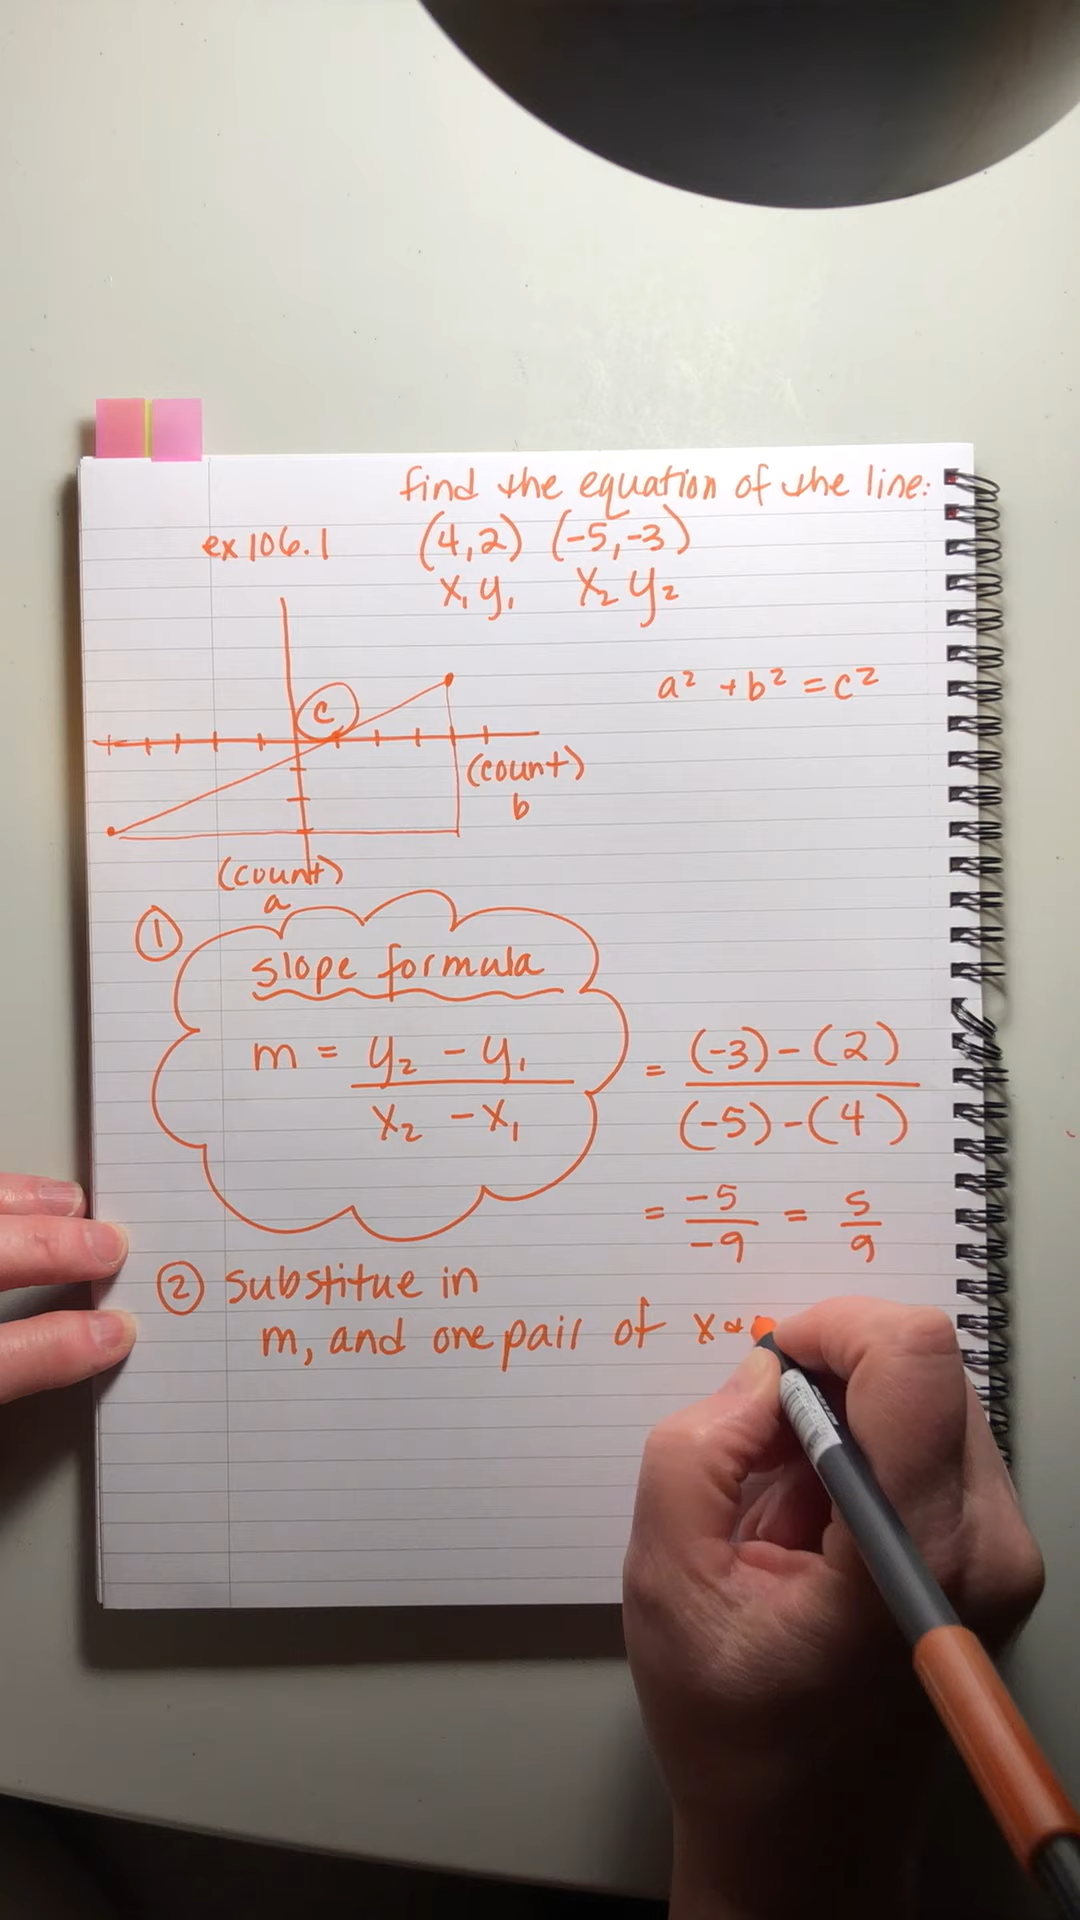 find the equation of the line:
ex 106.1 (4,2) (-5,-3)
x₁ y₁ x₂ y₂
a² + b² = c²
c
(count)
b
(count)
a
①
slope formula
m = y₂ - y₁ / x₂ - x₁ = (-3) - (2) / (-5) - (4)
= -5 / -9 = 5 / 9
② substitue in
m, and one pair of x &